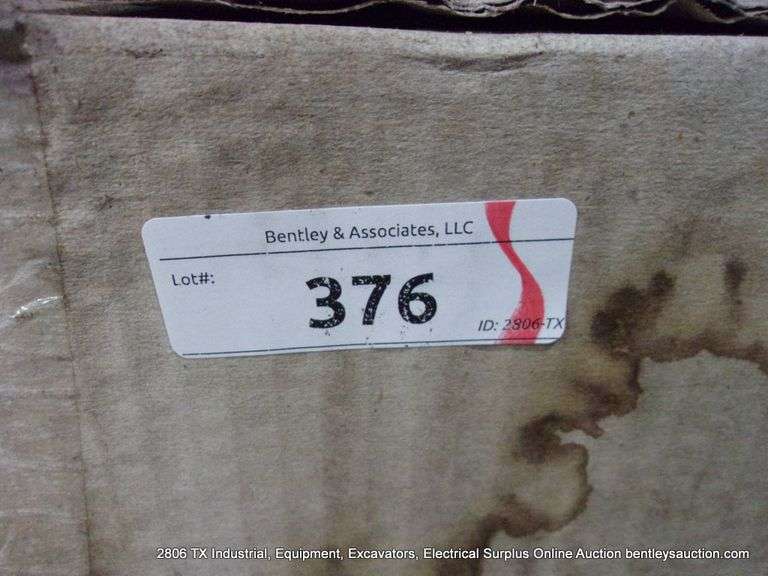 Bentley & Associates, LLC
Lot#:
376
ID: 2806-TX
2806 TX Industrial, Equipment, Excavators, Electrical Surplus Online Auction bentleysauction.com